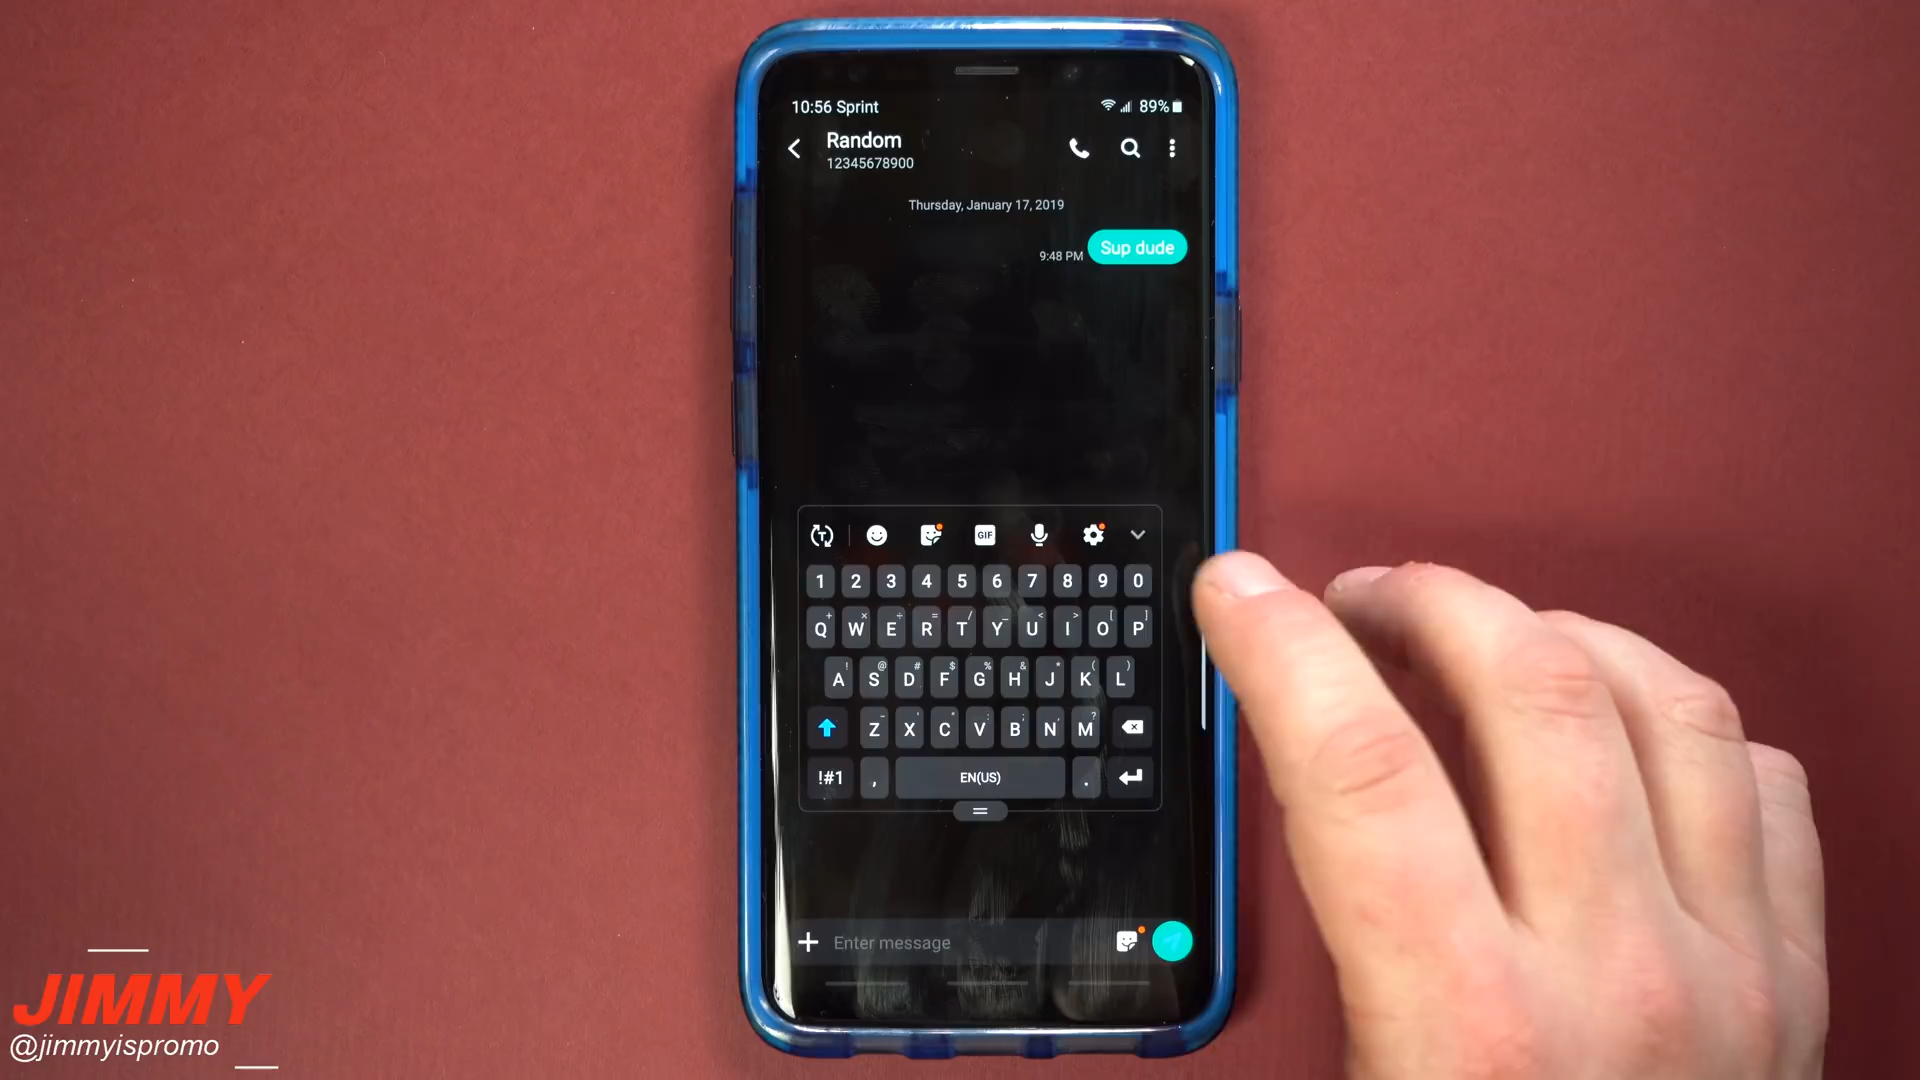 10:56 Sprint 89%
Random
12345678900
Thursday, January 17, 2019
9:48 PM Sup dude
GIF
1 2 3 4 5 6 7 8 9 0
Q W E R T Y U I O P
A S D F G H J K L
Z X C V B N M
!#1 , EN(US) .
Enter message
JIMMY
@jimmyispromo